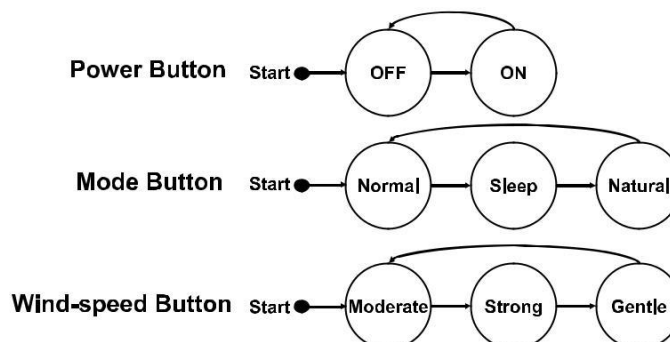 Power Button Start OFF ON
Mode Button Start Normal Sleep Natural
Wind-speed Button Start Moderate Strong Gentle